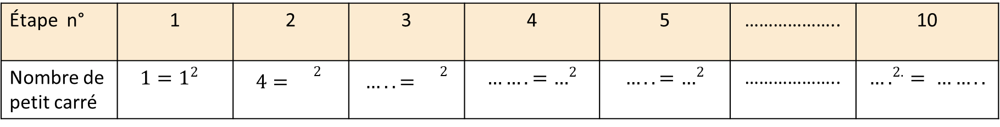 Étape n° 1 2 3 4 5 ……………….. 10
Nombre de petit carré 1 = 1² 4 = ² ….. = ² … … . = …² ….. = …² ……………….. ….². = … … ..